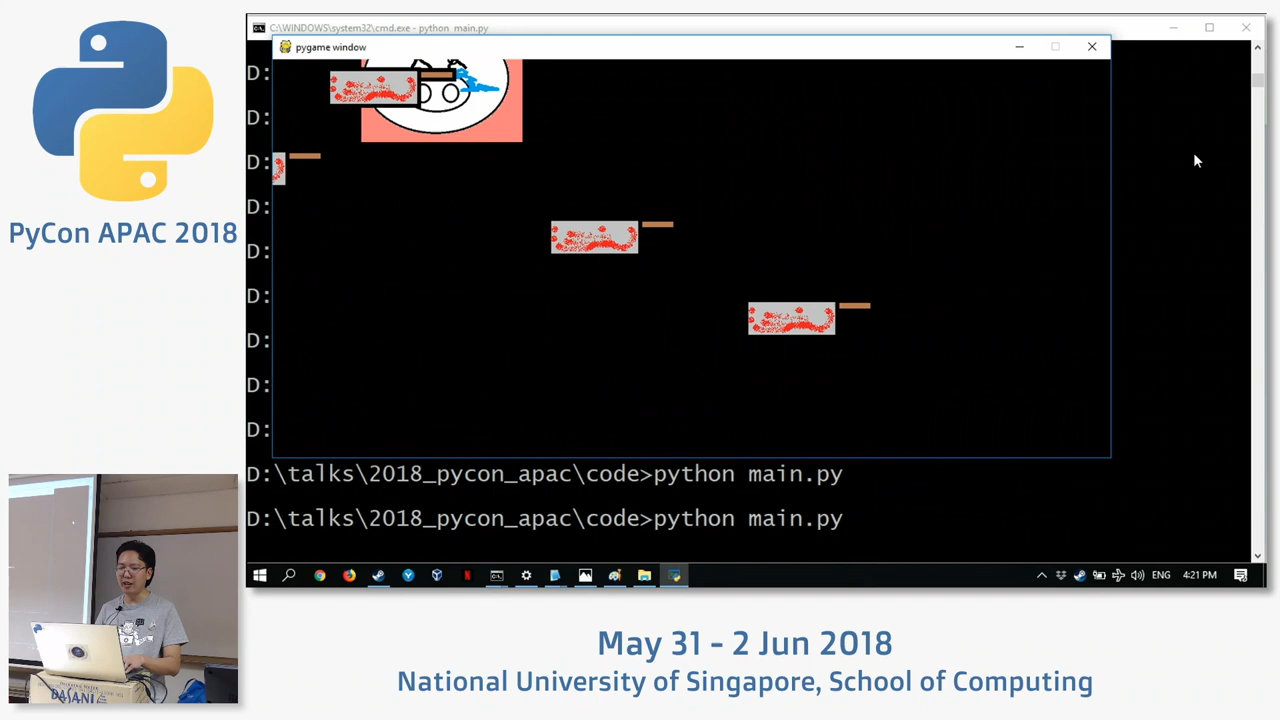 PyCon APAC 2018
C:\WINDOWS\system32\cmd.exe - python main.py
pygame window
D:
D:
D:
D:
D:
D:
D:
D:
D:
D:\talks\2018_pycon_apac\code>python main.py
D:\talks\2018_pycon_apac\code>python main.py
ENG
4:21 PM
DASANI
May 31 - 2 Jun 2018
National University of Singapore, School of Computing